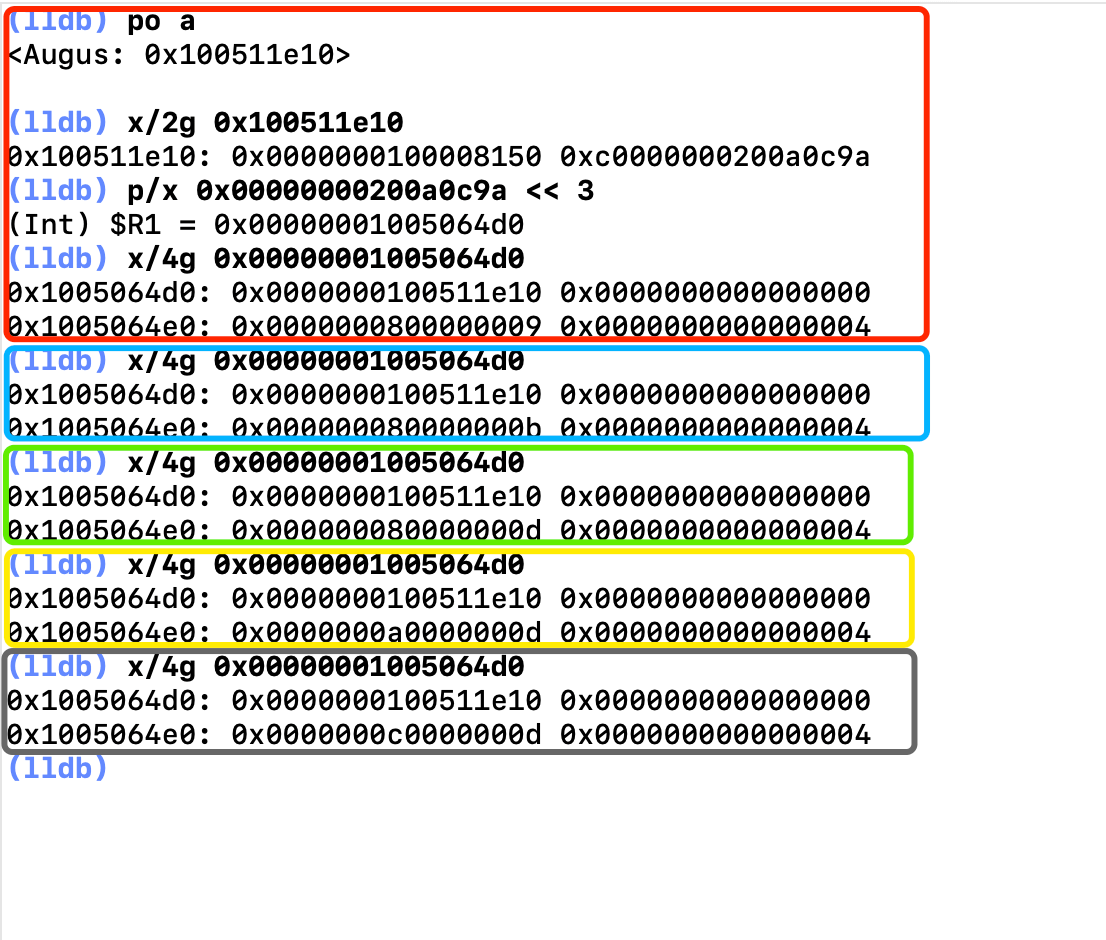 (lldb) po a
<Augus: 0x100511e10>
(lldb) x/2g 0x100511e10
0x100511e10: 0x0000000100008150 0xc0000000200a0c9a
(lldb) p/x 0x00000000200a0c9a << 3
(Int) $R1 = 0x00000001005064d0
(lldb) x/4g 0x00000001005064d0
0x1005064d0: 0x0000000100511e10 0x0000000000000000
0x1005064e0: 0x0000000800000009 0x0000000000000004
(lldb) x/4g 0x00000001005064d0
0x1005064d0: 0x0000000100511e10 0x0000000000000000
0x1005064e0: 0x000000080000000b 0x0000000000000004
(lldb) x/4g 0x00000001005064d0
0x1005064d0: 0x0000000100511e10 0x0000000000000000
0x1005064e0: 0x000000080000000d 0x0000000000000004
(lldb) x/4g 0x00000001005064d0
0x1005064d0: 0x0000000100511e10 0x0000000000000000
0x1005064e0: 0x0000000a0000000d 0x0000000000000004
(lldb) x/4g 0x00000001005064d0
0x1005064d0: 0x0000000100511e10 0x0000000000000000
0x1005064e0: 0x0000000c0000000d 0x0000000000000004
(lldb)